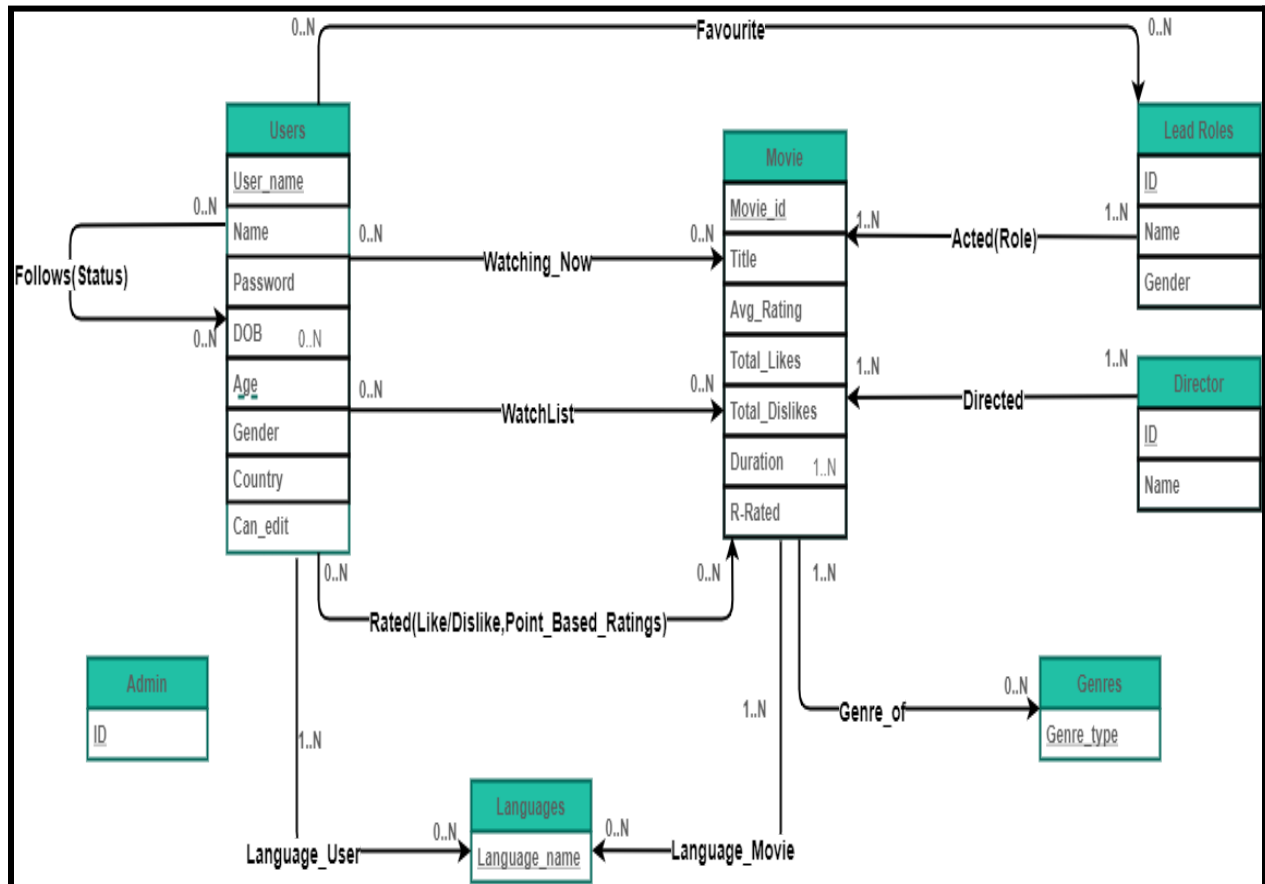 0..N
Favourite
0..N
Users
User_name
Name
Password
DOB 0..N
Age
Gender
Country
Can_edit
Movie
Movie_id
Title
Avg_Rating
Total_Likes
Total_Dislikes
Duration 1..N
R-Rated
Lead Roles
ID
Name
Gender
0..N
Follows(Status)
0..N
0..N
Watching_Now
0..N
1..N
Acted(Role)
1..N
0..N
WatchList
0..N
1..N
Directed
1..N
Director
ID
Name
0..N
Rated(Like/Dislike,Point_Based_Ratings)
0..N
1..N
Genre_of
0..N
Genres
Genre_type
Admin
ID
1..N
Language_User
0..N
Languages
Language_name
0..N
Language_Movie
1..N